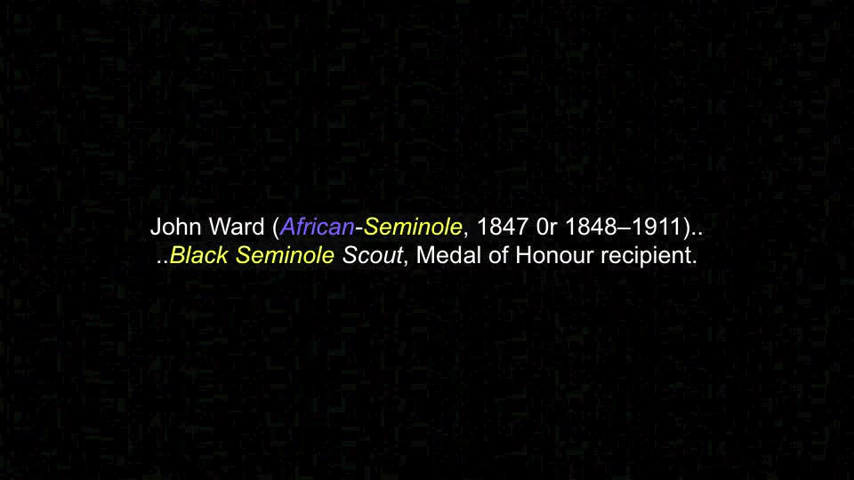 John Ward (African-Seminole, 1847 0r 1848–1911)..
..Black Seminole Scout, Medal of Honour recipient.